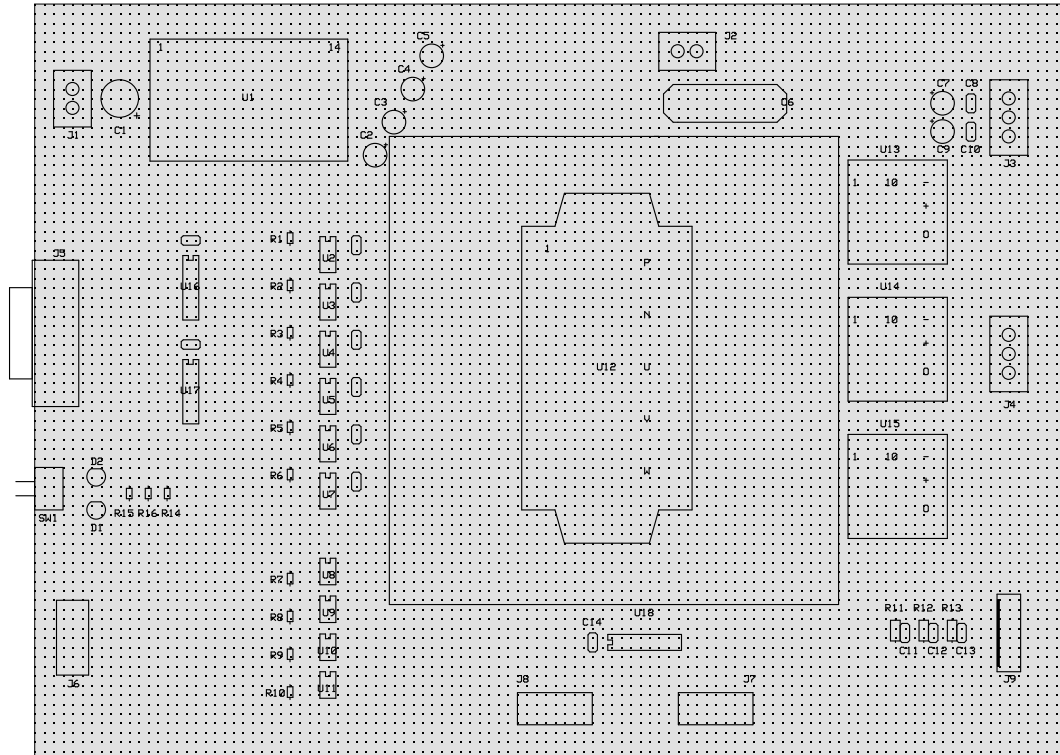 C5
J2
1 14
C4
U1
C7 C8
C3
C6
J1
C1
C2
C9 C10
J3
U13
1 10 -
+
0
R1
U2
1
P
J5
R2
U16
U3
N
U14
1 10 -
+
0
R3
U4
U12
U
R4
U17
U5
J4
V
R5
U6
U15
1 10 -
+
0
D2
R6
U7
W
SW1
D1
R15 R16 R14
R7
U8
R8
U9
U18
C14
R11 R12 R13
C11 C12 C13
R9
U10
J6
R10
U11
J8
J7
J9